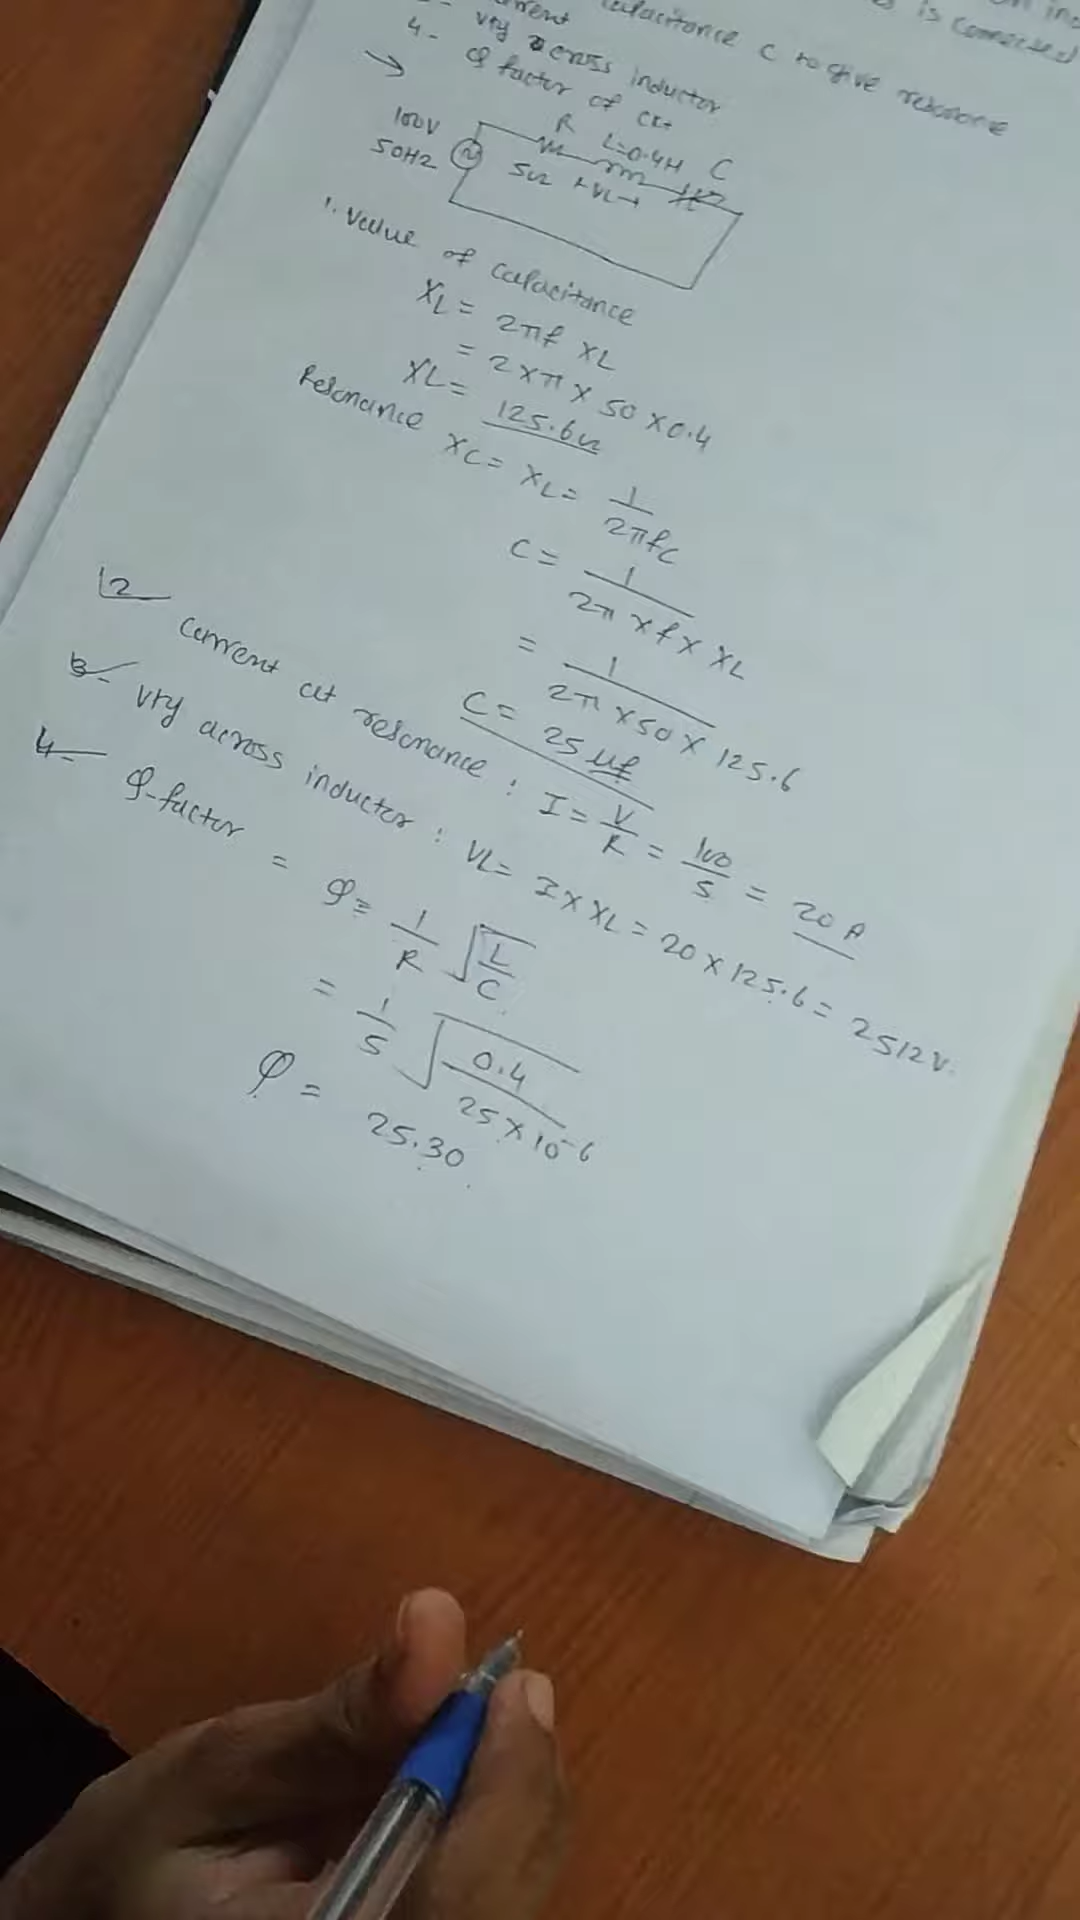 is connected
capacitance C to give resonance
vtg across inductor
4- Q factor of ckt
R L=0.4H C
100V
50HZ
5Ω +VL-
1. Value of capacitance
XL = 2πf XL
= 2×π× 50×0.4
XL= 125.6Ω
Resonance XC= XL= 1/2πfC
C= 1/2π×f×XL
= 1/2π×50×125.6
C= 25 μf
2 Current at resonance : I= V/R = 100/5 = 20 A
3- vtg across inductor : VL= I×XL= 20×125.6= 2512V.
4- Q-factor = Q= 1/R √L/C
= 1/5 √0.4/25×10-6
Q= 25.30